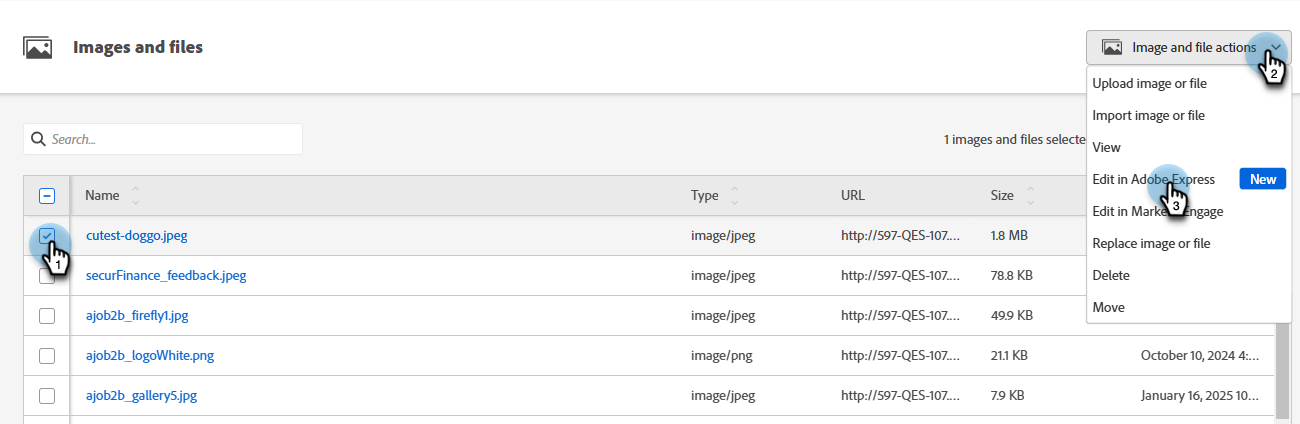 Images and files
Image and file actions
2
Upload image or file
Import image or file
View
Edit in Adobe Express New
3
Edit in Marketo Engage
Replace image or file
Delete
Move
Search...
1 images and files selected
Name Type URL Size
cutest-doggo.jpeg image/jpeg http://597-QES-107.... 1.8 MB
1
securFinance_feedback.jpeg image/jpeg http://597-QES-107.... 78.8 KB
ajob2b_firefly1.jpg image/jpeg http://597-QES-107.... 49.9 KB
ajob2b_logoWhite.png image/png http://597-QES-107.... 21.1 KB October 10, 2024 4:...
ajob2b_gallery5.jpg image/jpeg http://597-QES-107.... 7.9 KB January 16, 2025 10...